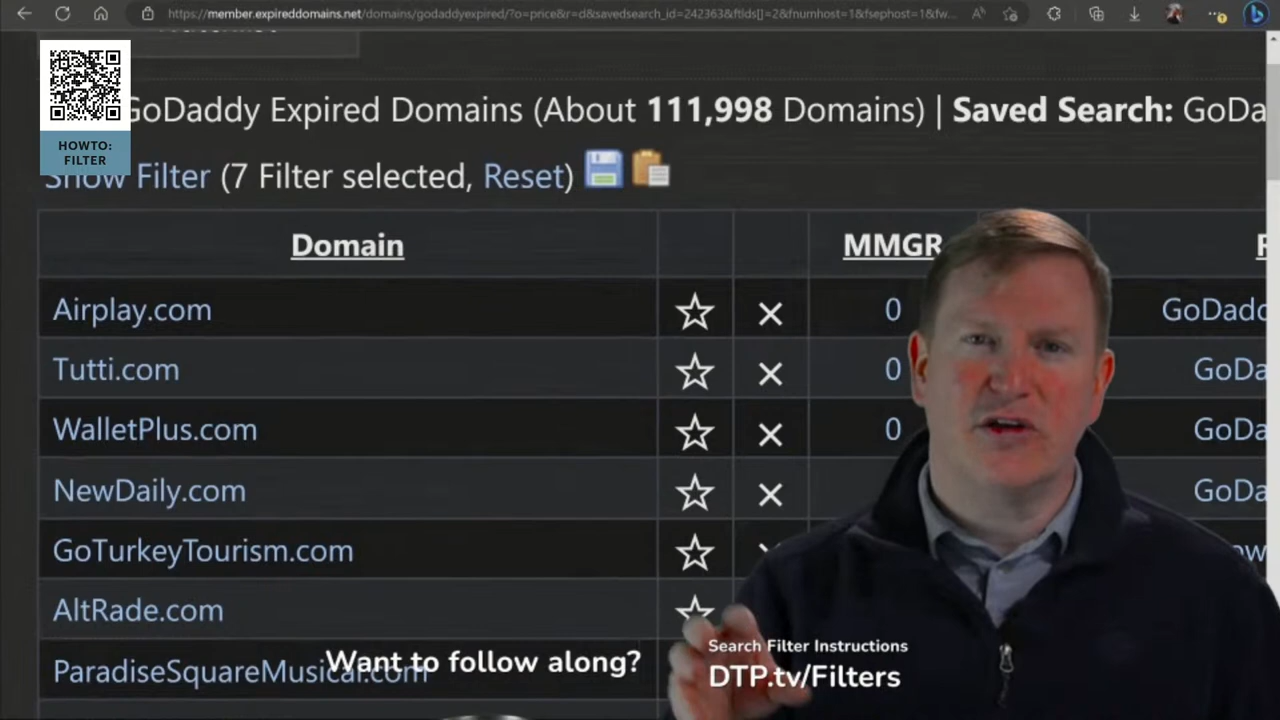 https://member.expireddomains.net/domains/godaddyexpired/?o=price&r=d&savedsearch_id=242363&ftlds[]=2&fnumhost=1&fsephost=1&fw...
GoDaddy Expired Domains (About 111,998 Domains) | Saved Search: GoDa
HOWTO:
FILTER
Show Filter (7 Filter selected, Reset)
Domain MMGR
Airplay.com 0 GoDadd
Tutti.com 0 GoDa
WalletPlus.com 0 GoDa
NewDaily.com GoDa
GoTurkeyTourism.com
AltRade.com
ParadiseSquareMusical.com
Want to follow along?
Search Filter Instructions
DTP.tv/Filters